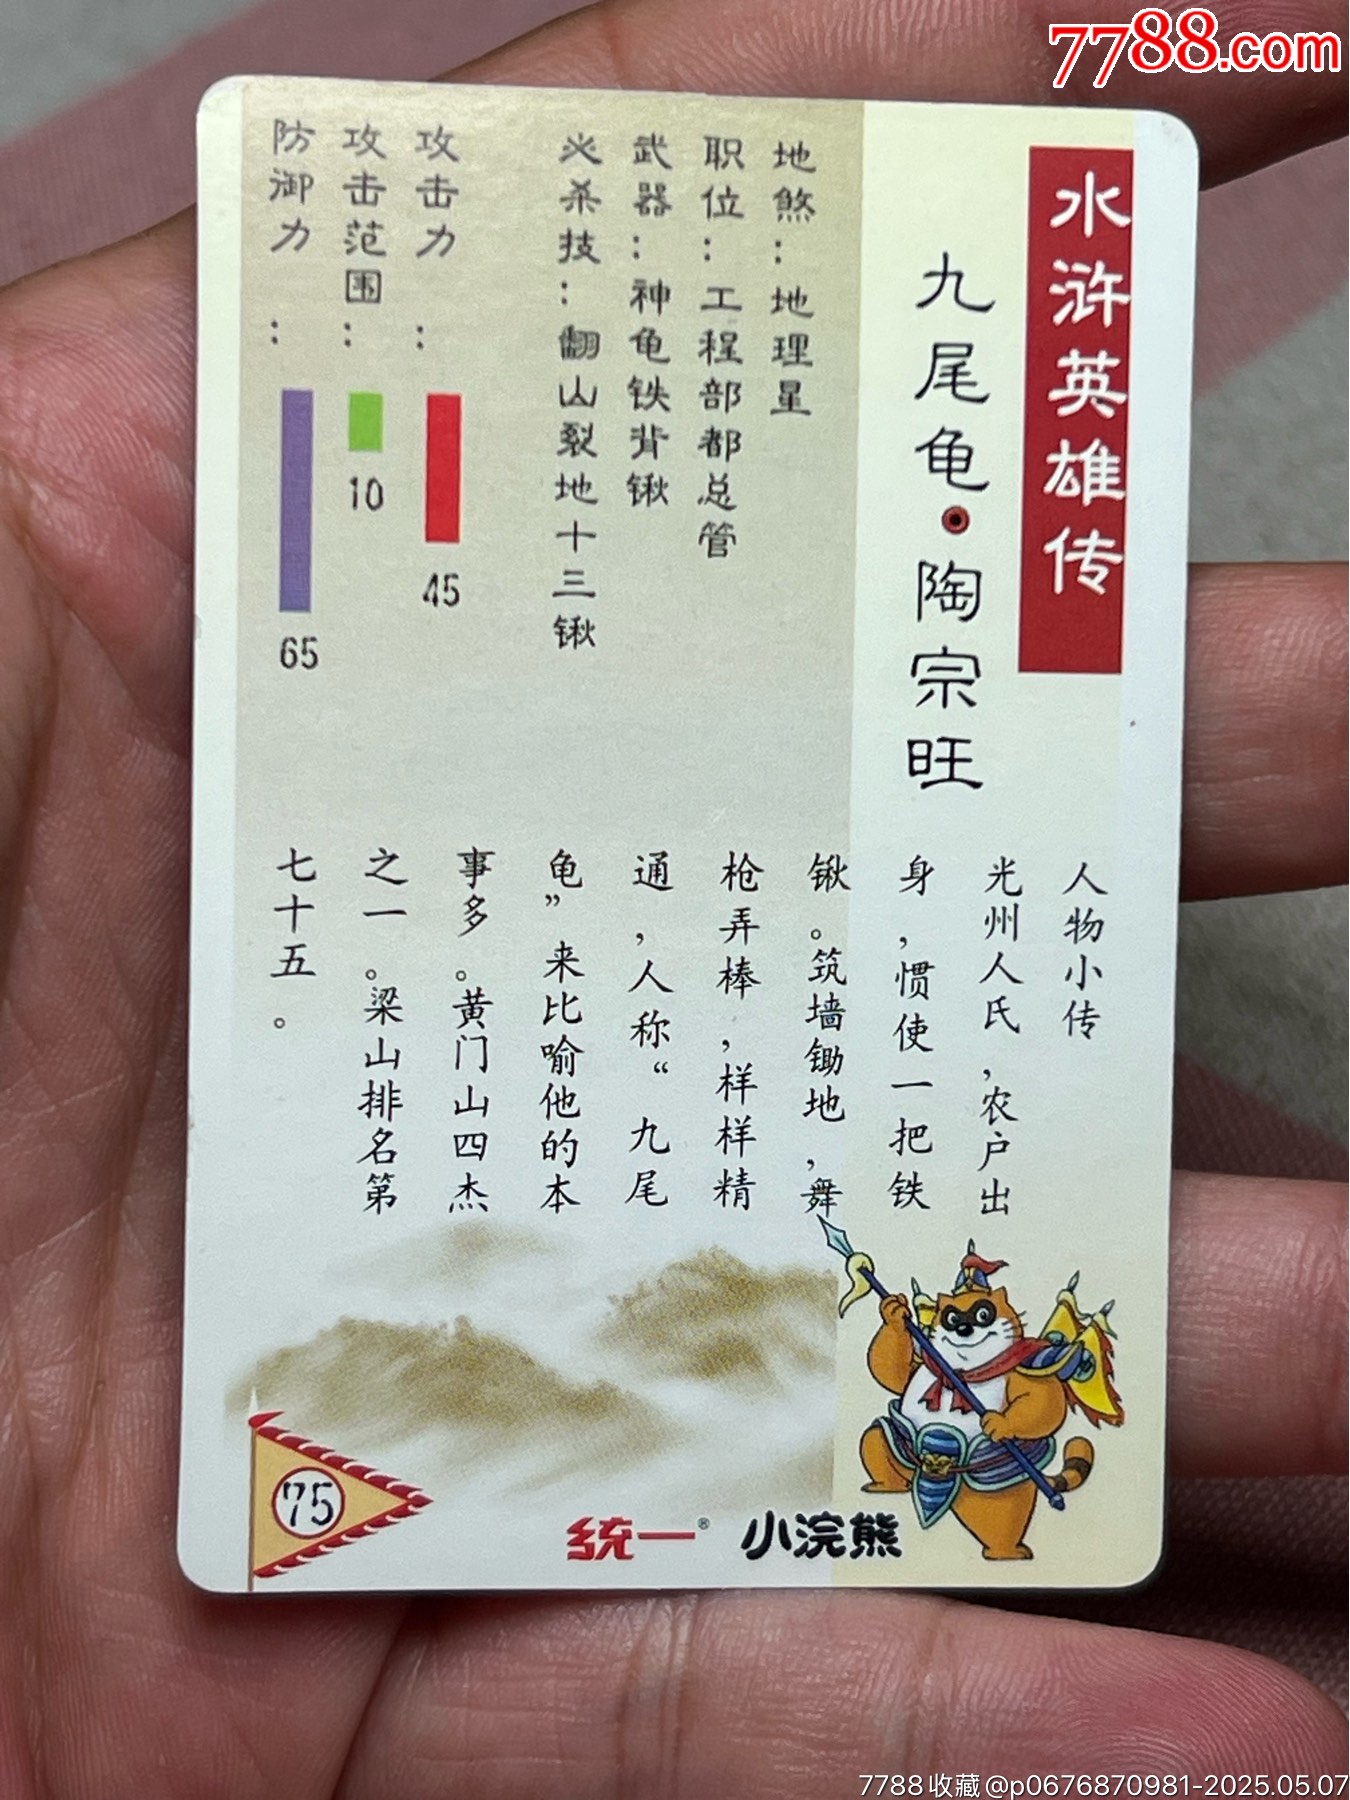 7788.com
水浒英雄传
九尾龟·陶宗旺
地煞：地理星
职位：工程部都总管
武器：神龟铁背锹
必杀技：翻山裂地十三锹
攻击力：45
攻击范围：10
防御力：65
人物小传
光州人氏，农户出
身，惯使一把铁
锹。筑墙锄地，舞
枪弄棒，样样精
通，人称“九尾
龟”来比喻他的本
事多。黄门山四杰
之一。梁山排名第
七十五。
75
统一® 小浣熊
7788收藏@p0676870981-2025.05.07